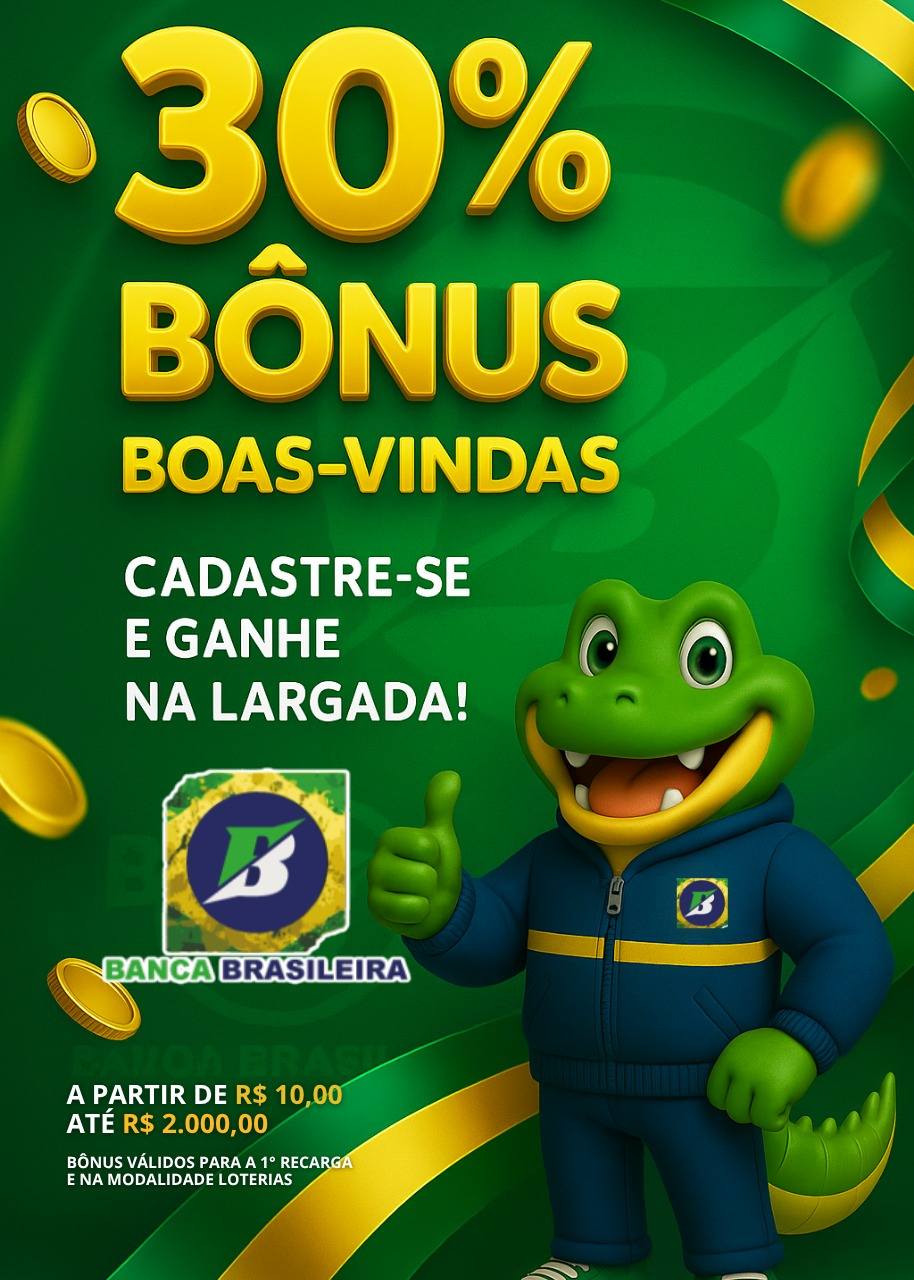 30%
BÔNUS
BOAS-VINDAS
CADASTRE-SE
E GANHE
NA LARGADA!
B
B
BANCA BRASILEIRA
A PARTIR DE R$ 10,00
ATÉ R$ 2.000,00
BÔNUS VÁLIDOS PARA A 1º RECARGA
E NA MODALIDADE LOTERIAS